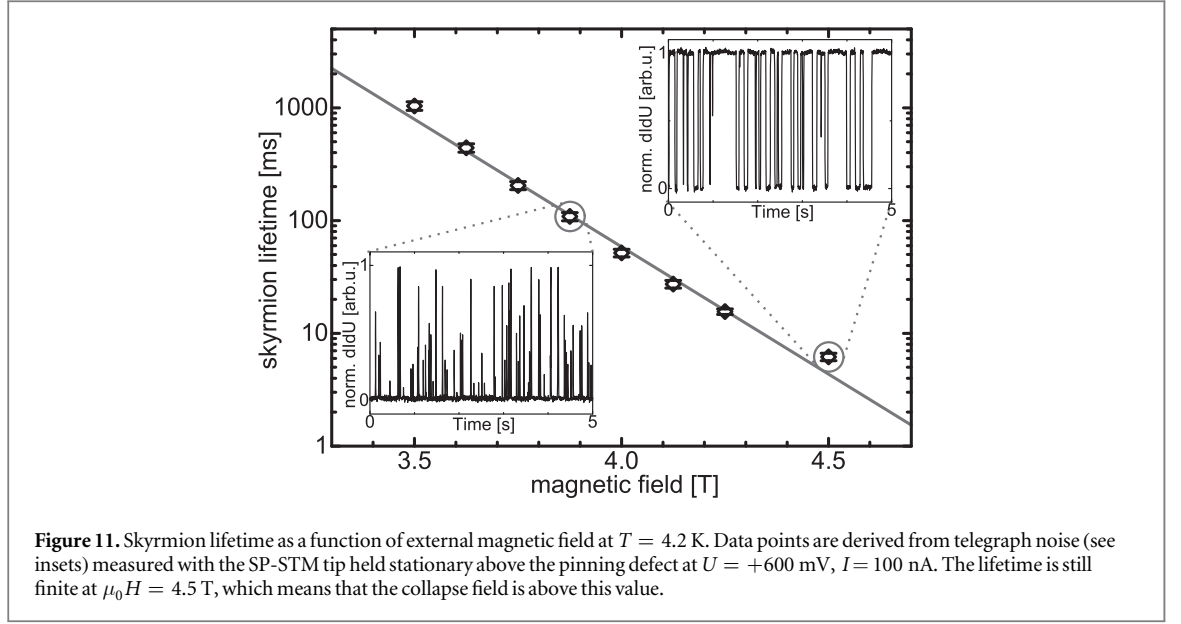 1000
100
10
1
skyrmion lifetime [ms]
3.5
4.0
4.5
magnetic field [T]
norm. dIdU [arb.u.]
1
0
0
5
Time [s]
norm. dIdU [arb.u.]
1
0
0
5
Time [s]
Figure 11. Skyrmion lifetime as a function of external magnetic field at T = 4.2 K. Data points are derived from telegraph noise (see
insets) measured with the SP-STM tip held stationary above the pinning defect at U = +600 mV, I = 100 nA. The lifetime is still
finite at μ₀H = 4.5 T, which means that the collapse field is above this value.